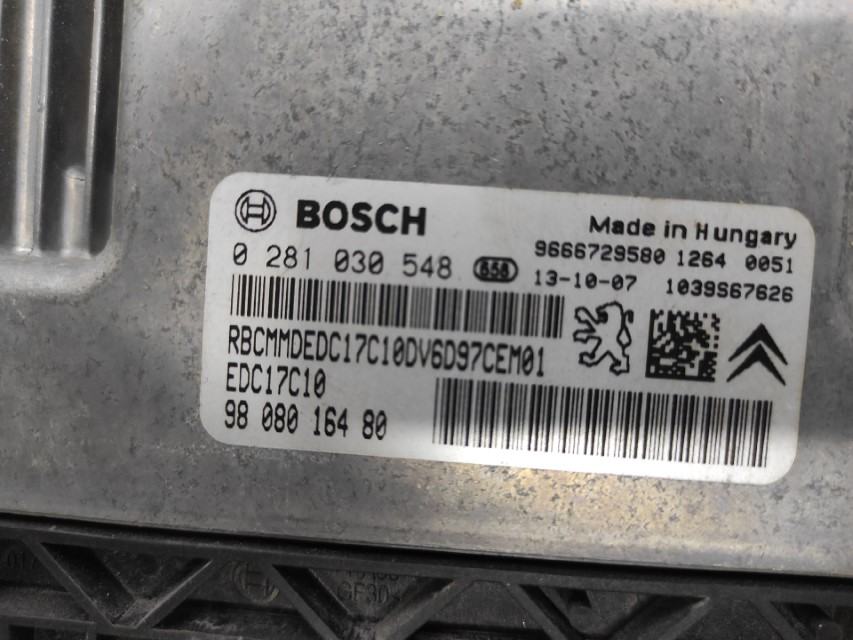 BOSCH
Made in Hungary
0 281 030 548 658
9666729580 1264 0051
13-10-07 1039S67626
RBCMMDEDC17C10DV6D97CEM01
EDC17C10
98 080 164 80